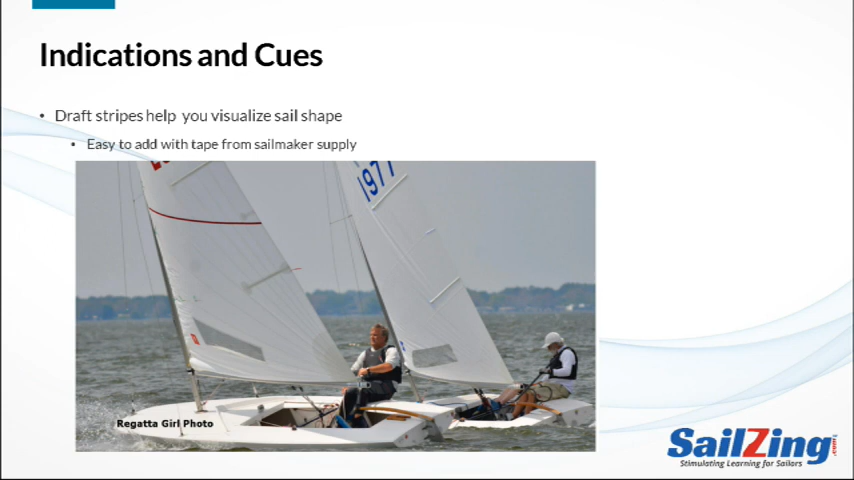 Indications and Cues
• Draft stripes help you visualize sail shape
• Easy to add with tape from sailmaker supply
1977
Regatta Girl Photo
SailZing.com
Stimulating Learning for Sailors